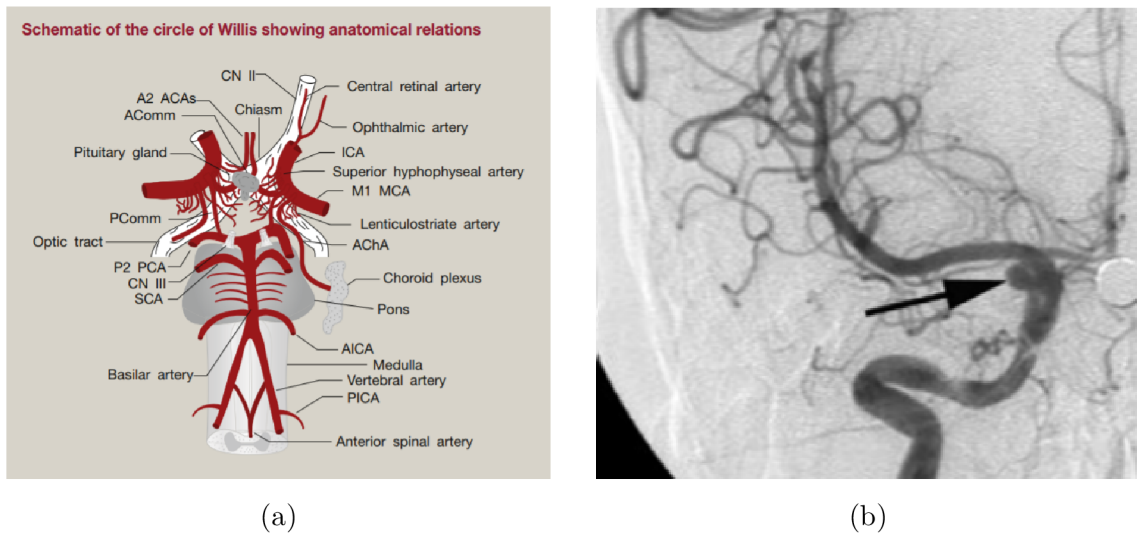 Schematic of the circle of Willis showing anatomical relations
CN II
Central retinal artery
A2 ACAs
AComm
Chiasm
Ophthalmic artery
Pituitary gland
ICA
Superior hyphophyseal artery
M1 MCA
PComm
Lenticulostriate artery
Optic tract
AChA
P2 PCA
CN III
SCA
Choroid plexus
Pons
AICA
Medulla
Basilar artery
Vertebral artery
PICA
Anterior spinal artery
(a)
(b)